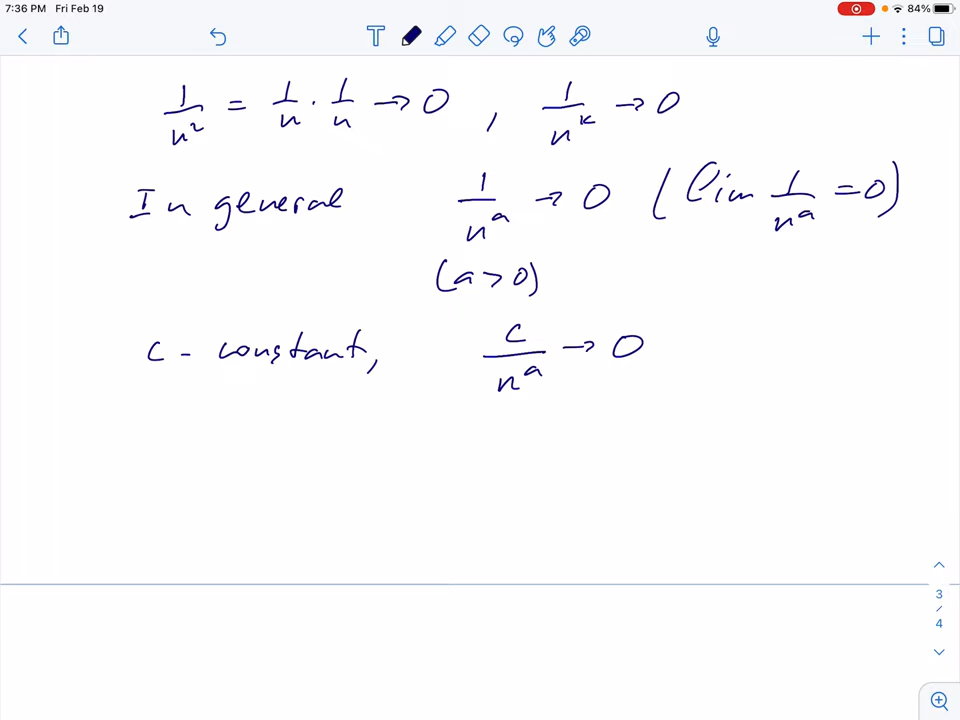 7:36 PM Fri Feb 19 84%
T
1/n² = 1/n · 1/n → 0 , 1/nᵏ → 0
In general 1/nᵃ → 0 (lim 1/nᵃ = 0)
(a > 0)
c - constant, c/nᵃ → 0
3
/
4